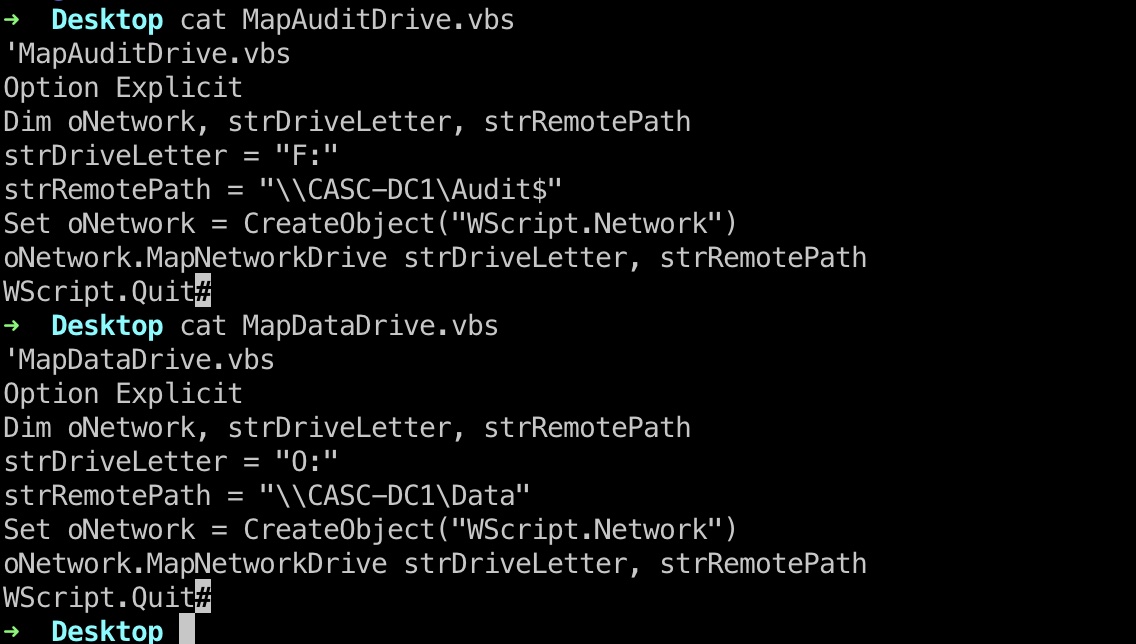 →  Desktop cat MapAuditDrive.vbs
'MapAuditDrive.vbs
Option Explicit
Dim oNetwork, strDriveLetter, strRemotePath
strDriveLetter = "F:"
strRemotePath = "\\CASC-DC1\Audit$"
Set oNetwork = CreateObject("WScript.Network")
oNetwork.MapNetworkDrive strDriveLetter, strRemotePath
WScript.Quit#
→  Desktop cat MapDataDrive.vbs
'MapDataDrive.vbs
Option Explicit
Dim oNetwork, strDriveLetter, strRemotePath
strDriveLetter = "O:"
strRemotePath = "\\CASC-DC1\Data"
Set oNetwork = CreateObject("WScript.Network")
oNetwork.MapNetworkDrive strDriveLetter, strRemotePath
WScript.Quit#
→  Desktop